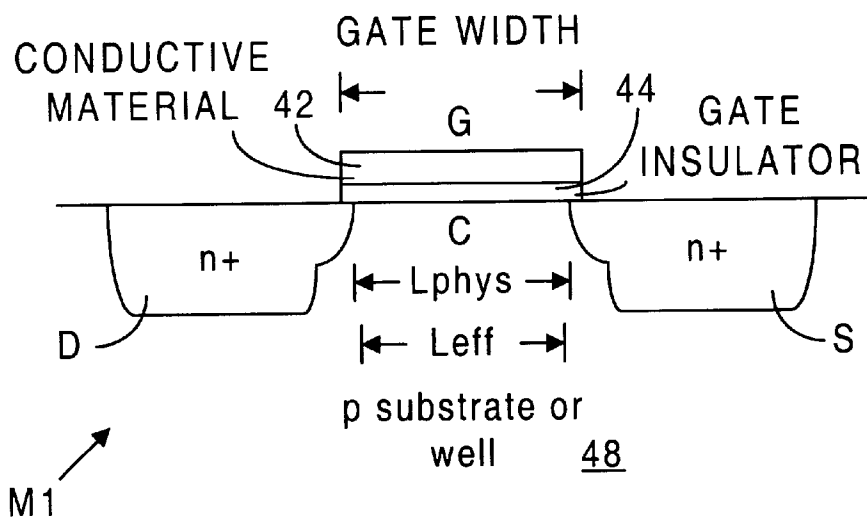 GATE WIDTH
CONDUCTIVE
MATERIAL
42
G
44
GATE
INSULATOR
n+
C
n+
Lphys
D
Leff
S
p substrate or
well
48
M1